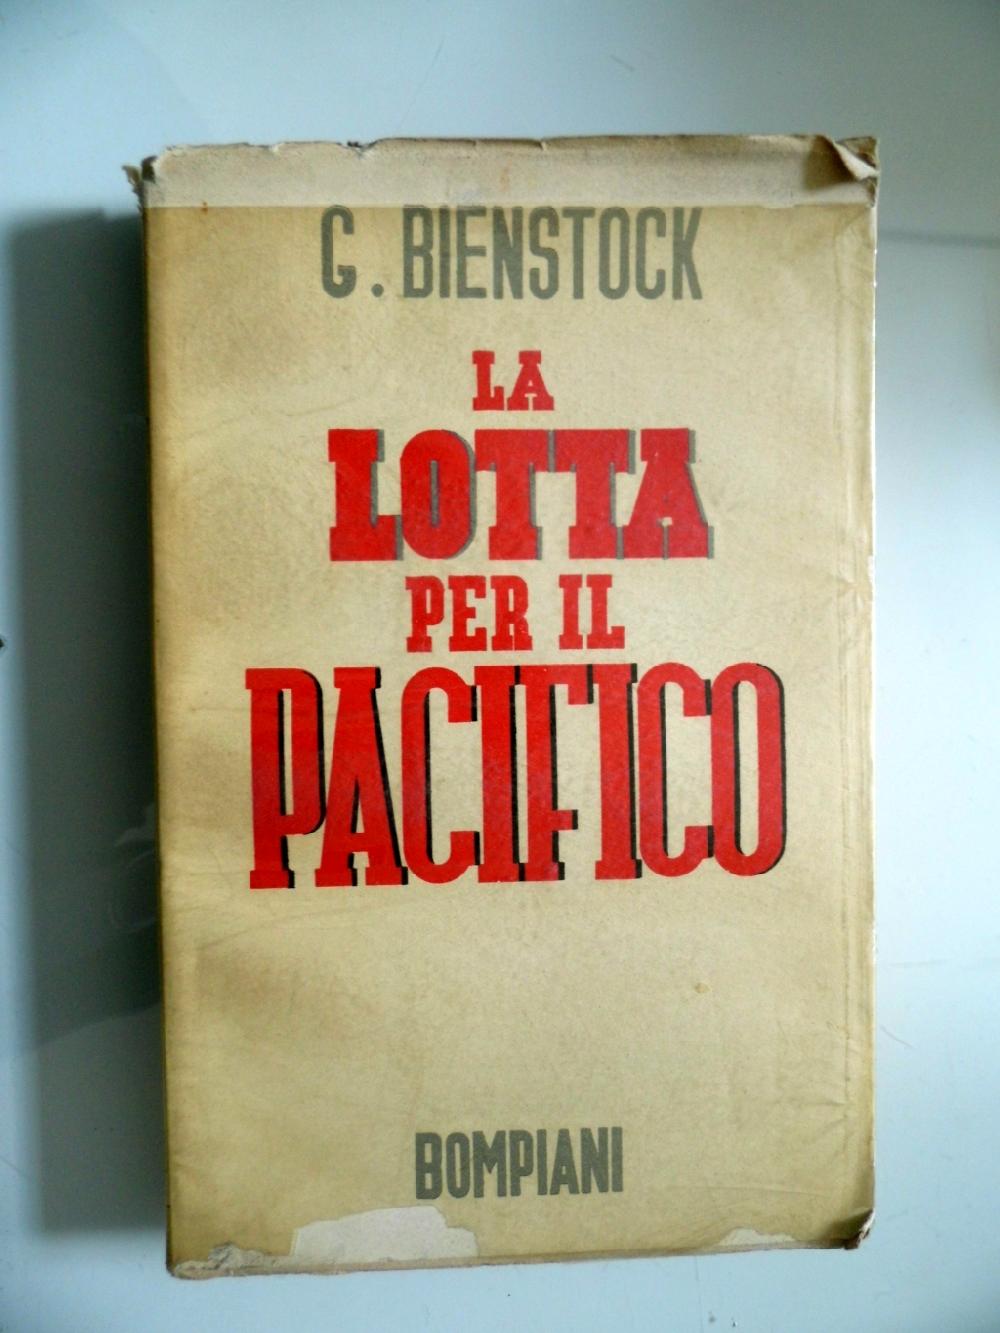 G. BIENSTOCK
LA
LOTTA
PER IL
PACIFICO
BOMPIANI